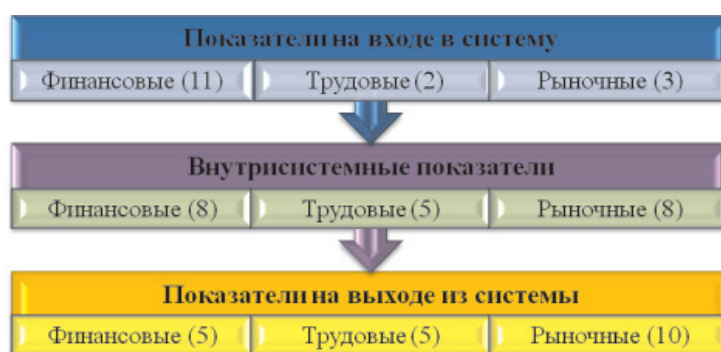 Показатели на входе в систему
Финансовые (11) Трудовые (2) Рыночные (3)
Внутрисистемные показатели
Финансовые (8) Трудовые (5) Рыночные (8)
Показатели на выходе из системы
Финансовые (5) Трудовые (5) Рыночные (10)